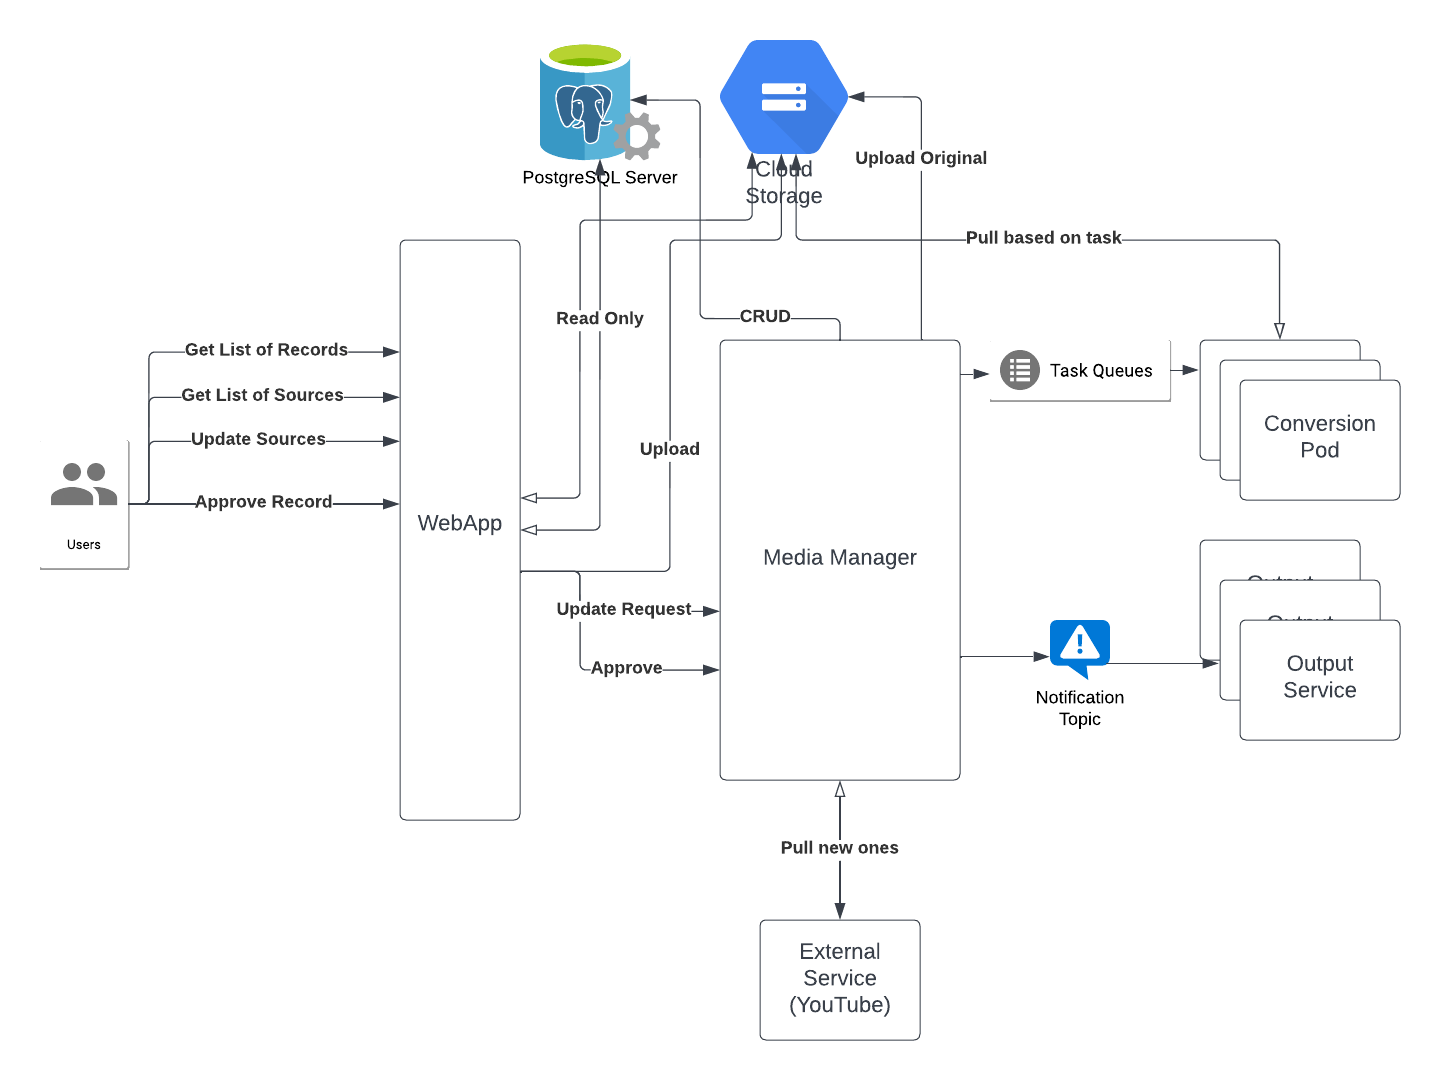 PostgreSQL Server
Cloud
Storage
Upload Original
Pull based on task
Read Only
CRUD
Get List of Records
Get List of Sources
Update Sources
Approve Record
Users
WebApp
Upload
Update Request
Approve
Media Manager
Task Queues
Conversion
Pod
Output
Output
Output
Service
Notification
Topic
Pull new ones
External
Service
(YouTube)